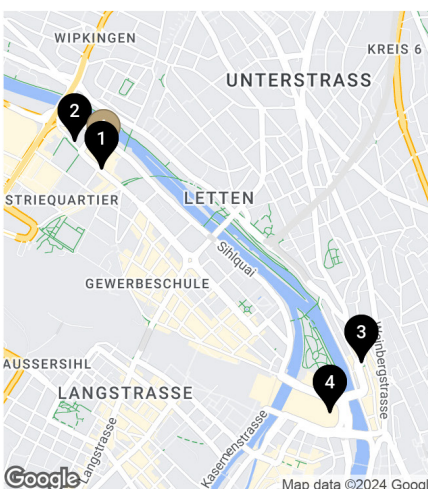 WIPKINGEN
KREIS 6
UNTERSTRASS
2
1
STRIEQUARTIER
LETTEN
Sihlquai
GEWERBESCHULE
3
Weinbergstrasse
AUSSERSIHL
4
LANGSTRASSE
Langstrasse
Kasernenstrasse
Google
Map data ©2024 Googl